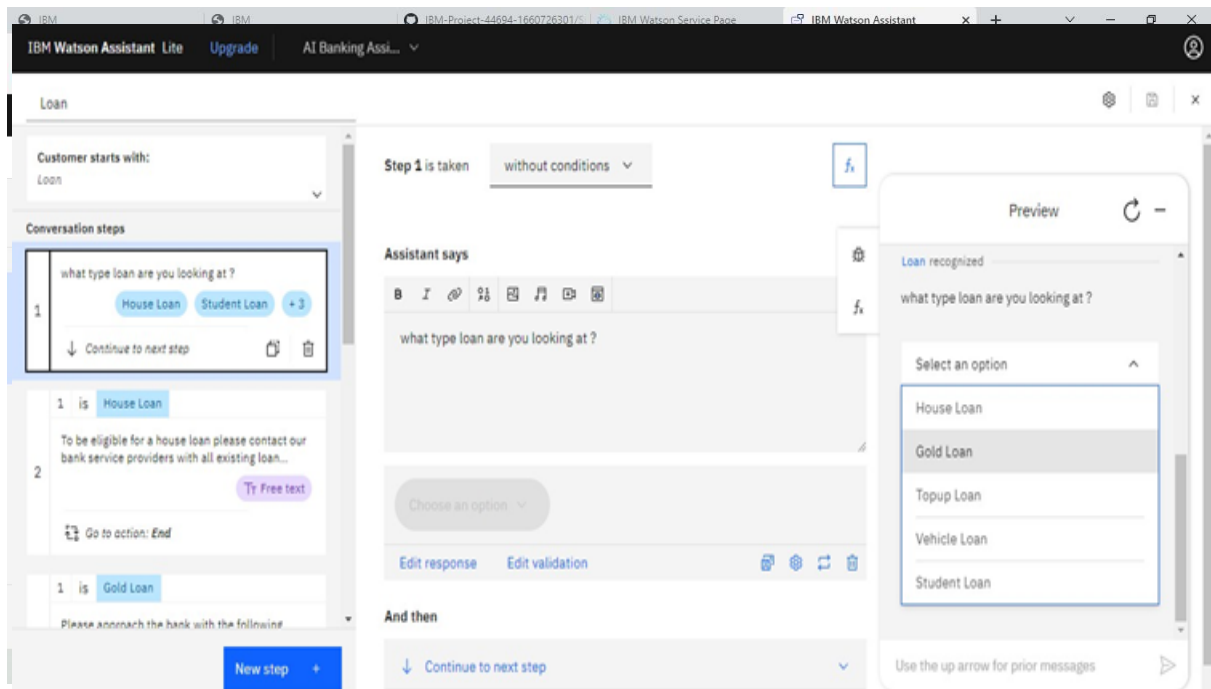 IBM
IBM
IBM-Project-44694-1660726301/S
IBM Watson Service Page
IBM Watson Assistant
IBM Watson Assistant Lite
Upgrade
AI Banking Assi...
Loan
Customer starts with:
Loan
Conversation steps
1
what type loan are you looking at ?
House Loan
Student Loan
+ 3
Continue to next step
2
1 is House Loan
To be eligible for a house loan please contact our
bank service providers with all existing loan...
Free text
Go to action: End
1 is Gold Loan
Please approach the bank with the following
New step +
Step 1 is taken
without conditions
fx
Assistant says
B I
what type loan are you looking at ?
Choose an option
Edit response
Edit validation
And then
Continue to next step
fx
Preview
Loan recognized
what type loan are you looking at ?
Select an option
House Loan
Gold Loan
Topup Loan
Vehicle Loan
Student Loan
Use the up arrow for prior messages